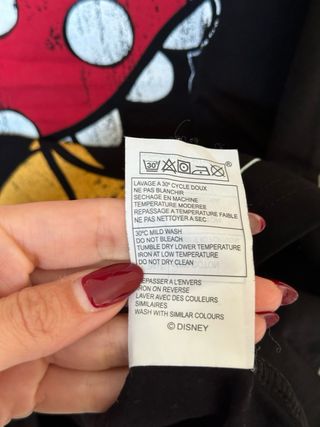 30°
®
LAVAGE A 30° CYCLE DOUX
NE PAS BLANCHIR
SECHAGE EN MACHINE
TEMPERATURE MODEREE
REPASSAGE A TEMPERATURE FAIBLE
NE PAS NETTOYER A SEC
30°C MILD WASH
DO NOT BLEACH
TUMBLE DRY LOWER TEMPERATURE
IRON AT LOW TEMPERATURE
DO NOT DRY CLEAN
REPASSER A L'ENVERS
IRON ON REVERSE
LAVER AVEC DES COULEURS
SIMILAIRES
WASH WITH SIMILAR COLOURS
© DISNEY